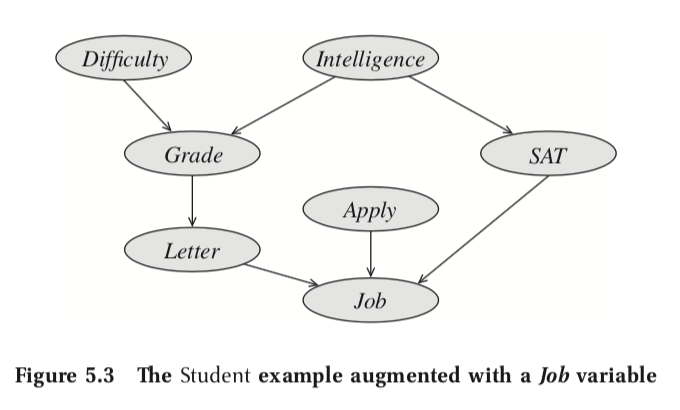 Difficulty
Intelligence
Grade
SAT
Apply
Letter
Job
Figure 5.3 The Student example augmented with a Job variable